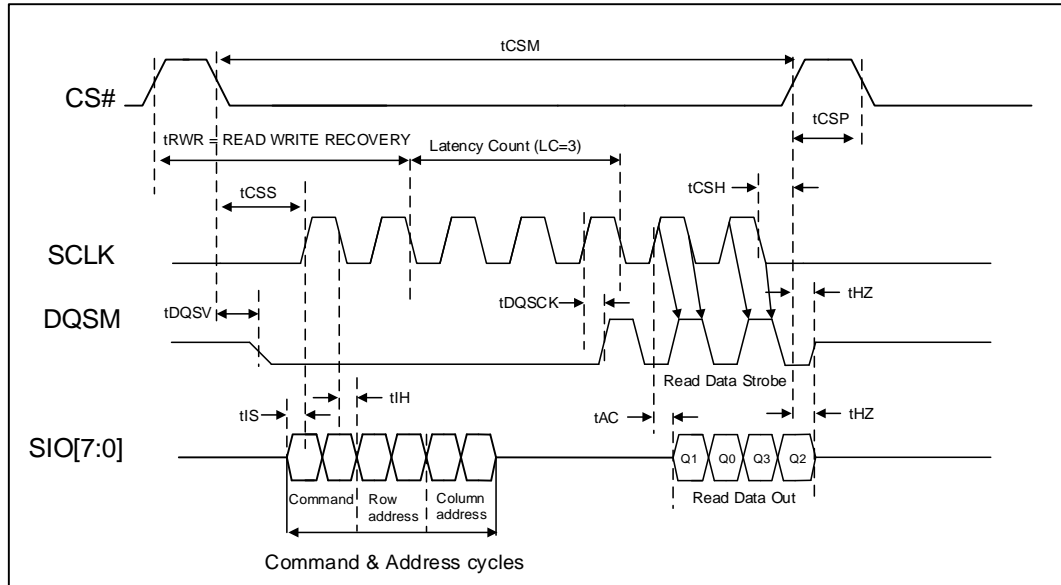 tCSM
CS#
tCSP
tRWR = READ WRITE RECOVERY
Latency Count (LC=3)
tCSH
tCSS
SCLK
tHZ
tDQSCK
DQSM
tDQSV
Read Data Strobe
tIH
tIS
tAC
tHZ
SIO[7:0]
Q1 Q0 Q3 Q2
Command
Row
address
Column
address
Read Data Out
Command & Address cycles